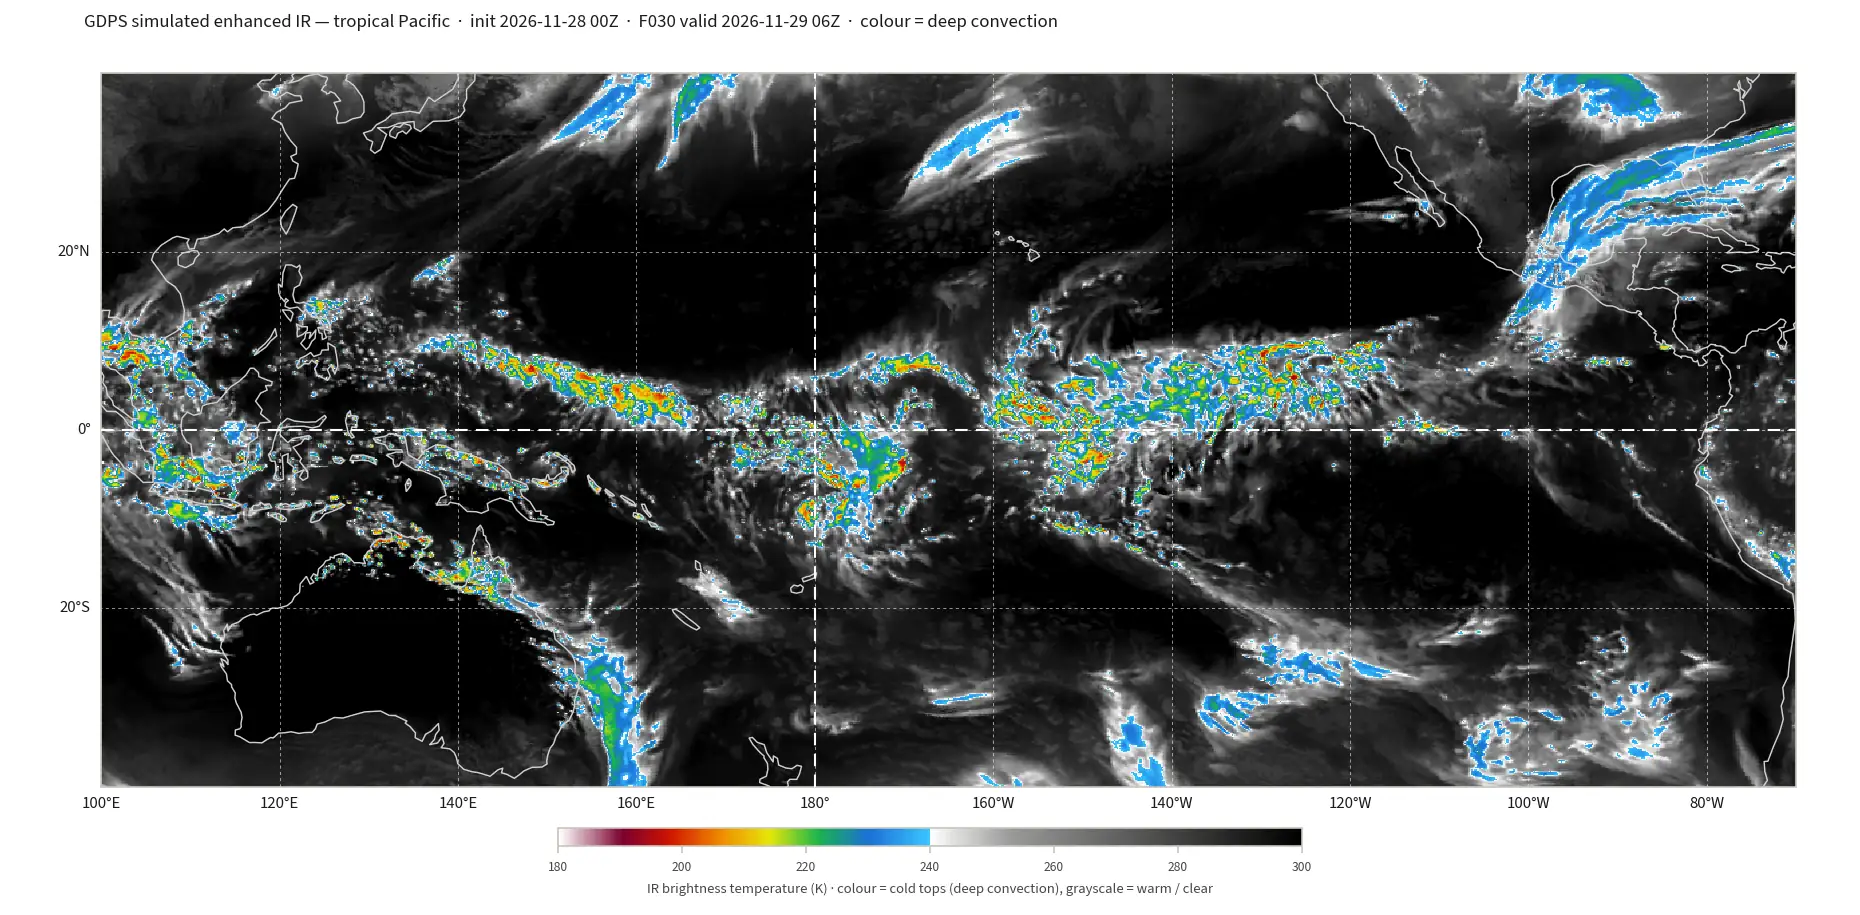 GDPS simulated enhanced IR — tropical Pacific · init 2026-11-28 00Z · F030 valid 2026-11-29 06Z · colour = deep convection
20°N
0°
20°S
100°E 120°E 140°E 160°E 180° 160°W 140°W 120°W 100°W 80°W
180 200 220 240 260 280 300
IR brightness temperature (K) · colour = cold tops (deep convection), grayscale = warm / clear